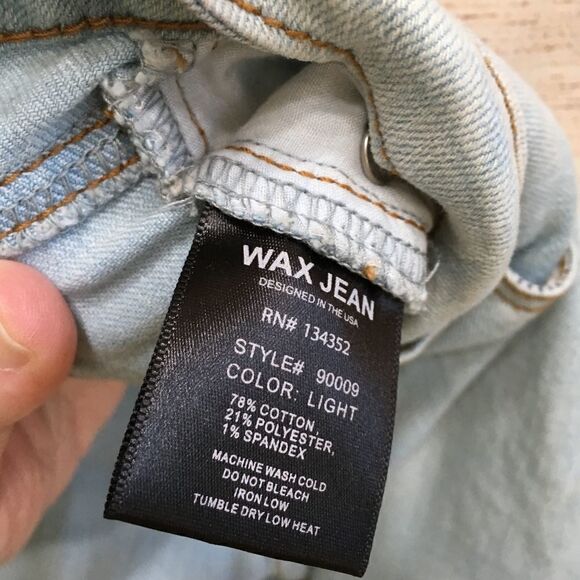 WAX JEAN
DESIGNED IN THE USA
RN# 134352
STYLE# 90009
COLOR: LIGHT
78% COTTON,
21% POLYESTER,
1% SPANDEX
MACHINE WASH COLD
DO NOT BLEACH
IRON LOW
TUMBLE DRY LOW HEAT